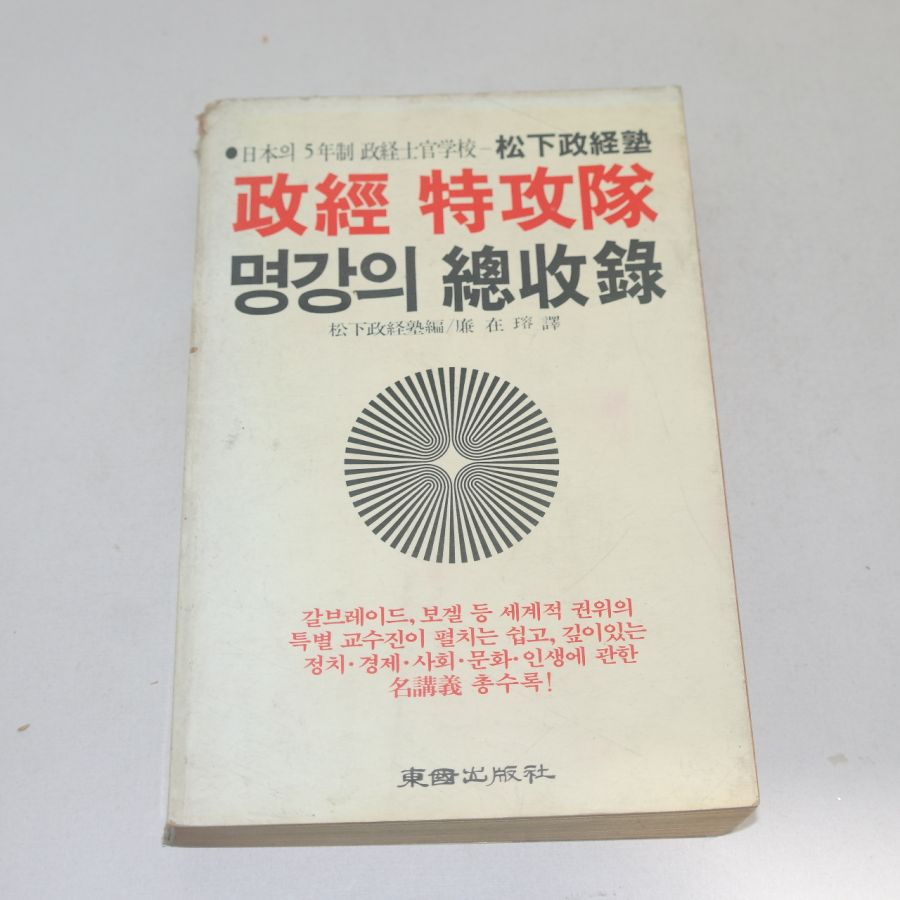 ●日本의 5年制 政経士官学校－松下政経塾
政經 特攻隊
명강의 總收錄
松下政経塾編/廉 在 瑢 譯
갈브레이드, 보겔 등 세계적 권위의
특별 교수진이 펼치는 쉽고, 깊이있는
정치·경제·사회·문화·인생에 관한
名講義 총수록!
東國出版社